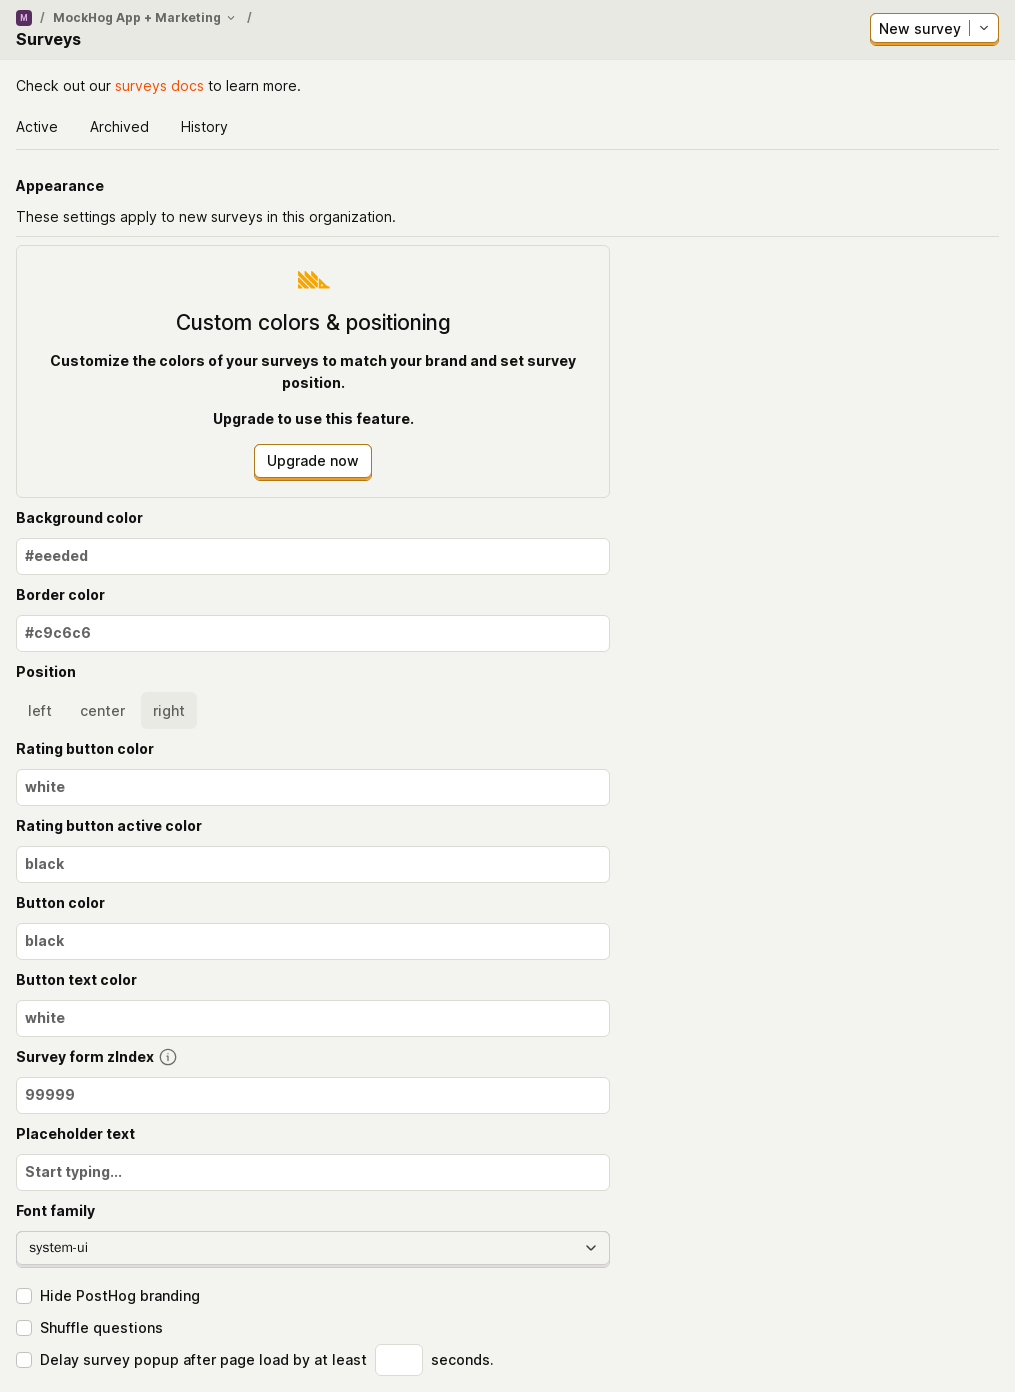 M / MockHog App + Marketing /
Surveys
New survey
Check out our surveys docs to learn more.
Active Archived History
Appearance
These settings apply to new surveys in this organization.
Custom colors & positioning
Customize the colors of your surveys to match your brand and set survey
position.
Upgrade to use this feature.
Upgrade now
Background color
#eeeded
Border color
#c9c6c6
Position
left center right
Rating button color
white
Rating button active color
black
Button color
black
Button text color
white
Survey form zIndex
99999
Placeholder text
Start typing...
Font family
system-ui
Hide PostHog branding
Shuffle questions
Delay survey popup after page load by at least seconds.